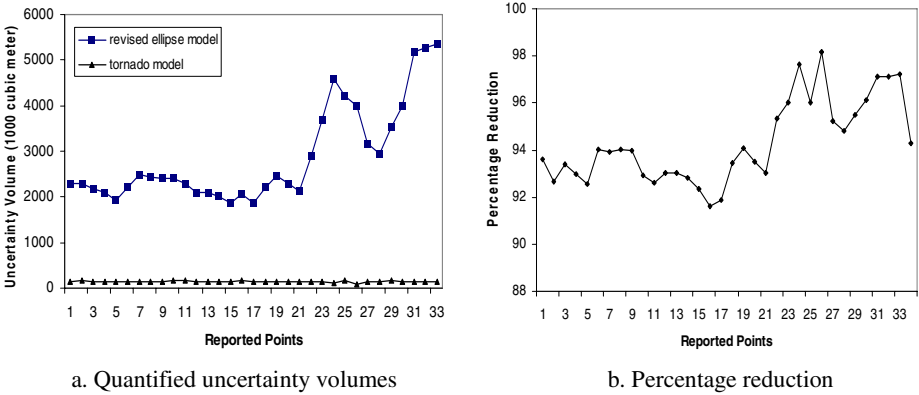 6000
5000
4000
3000
2000
1000
0
Uncertainty Volume (1000 cubic meter)
revised ellipse model
tornado model
1 3 5 7 9 11 13 15 17 19 21 23 25 27 29 31 33
Reported Points
a. Quantified uncertainty volumes
100
98
96
94
92
90
88
Percentage Reduction
1 3 5 7 9 11 13 15 17 19 21 23 25 27 29 31 33
Reported Points
b. Percentage reduction